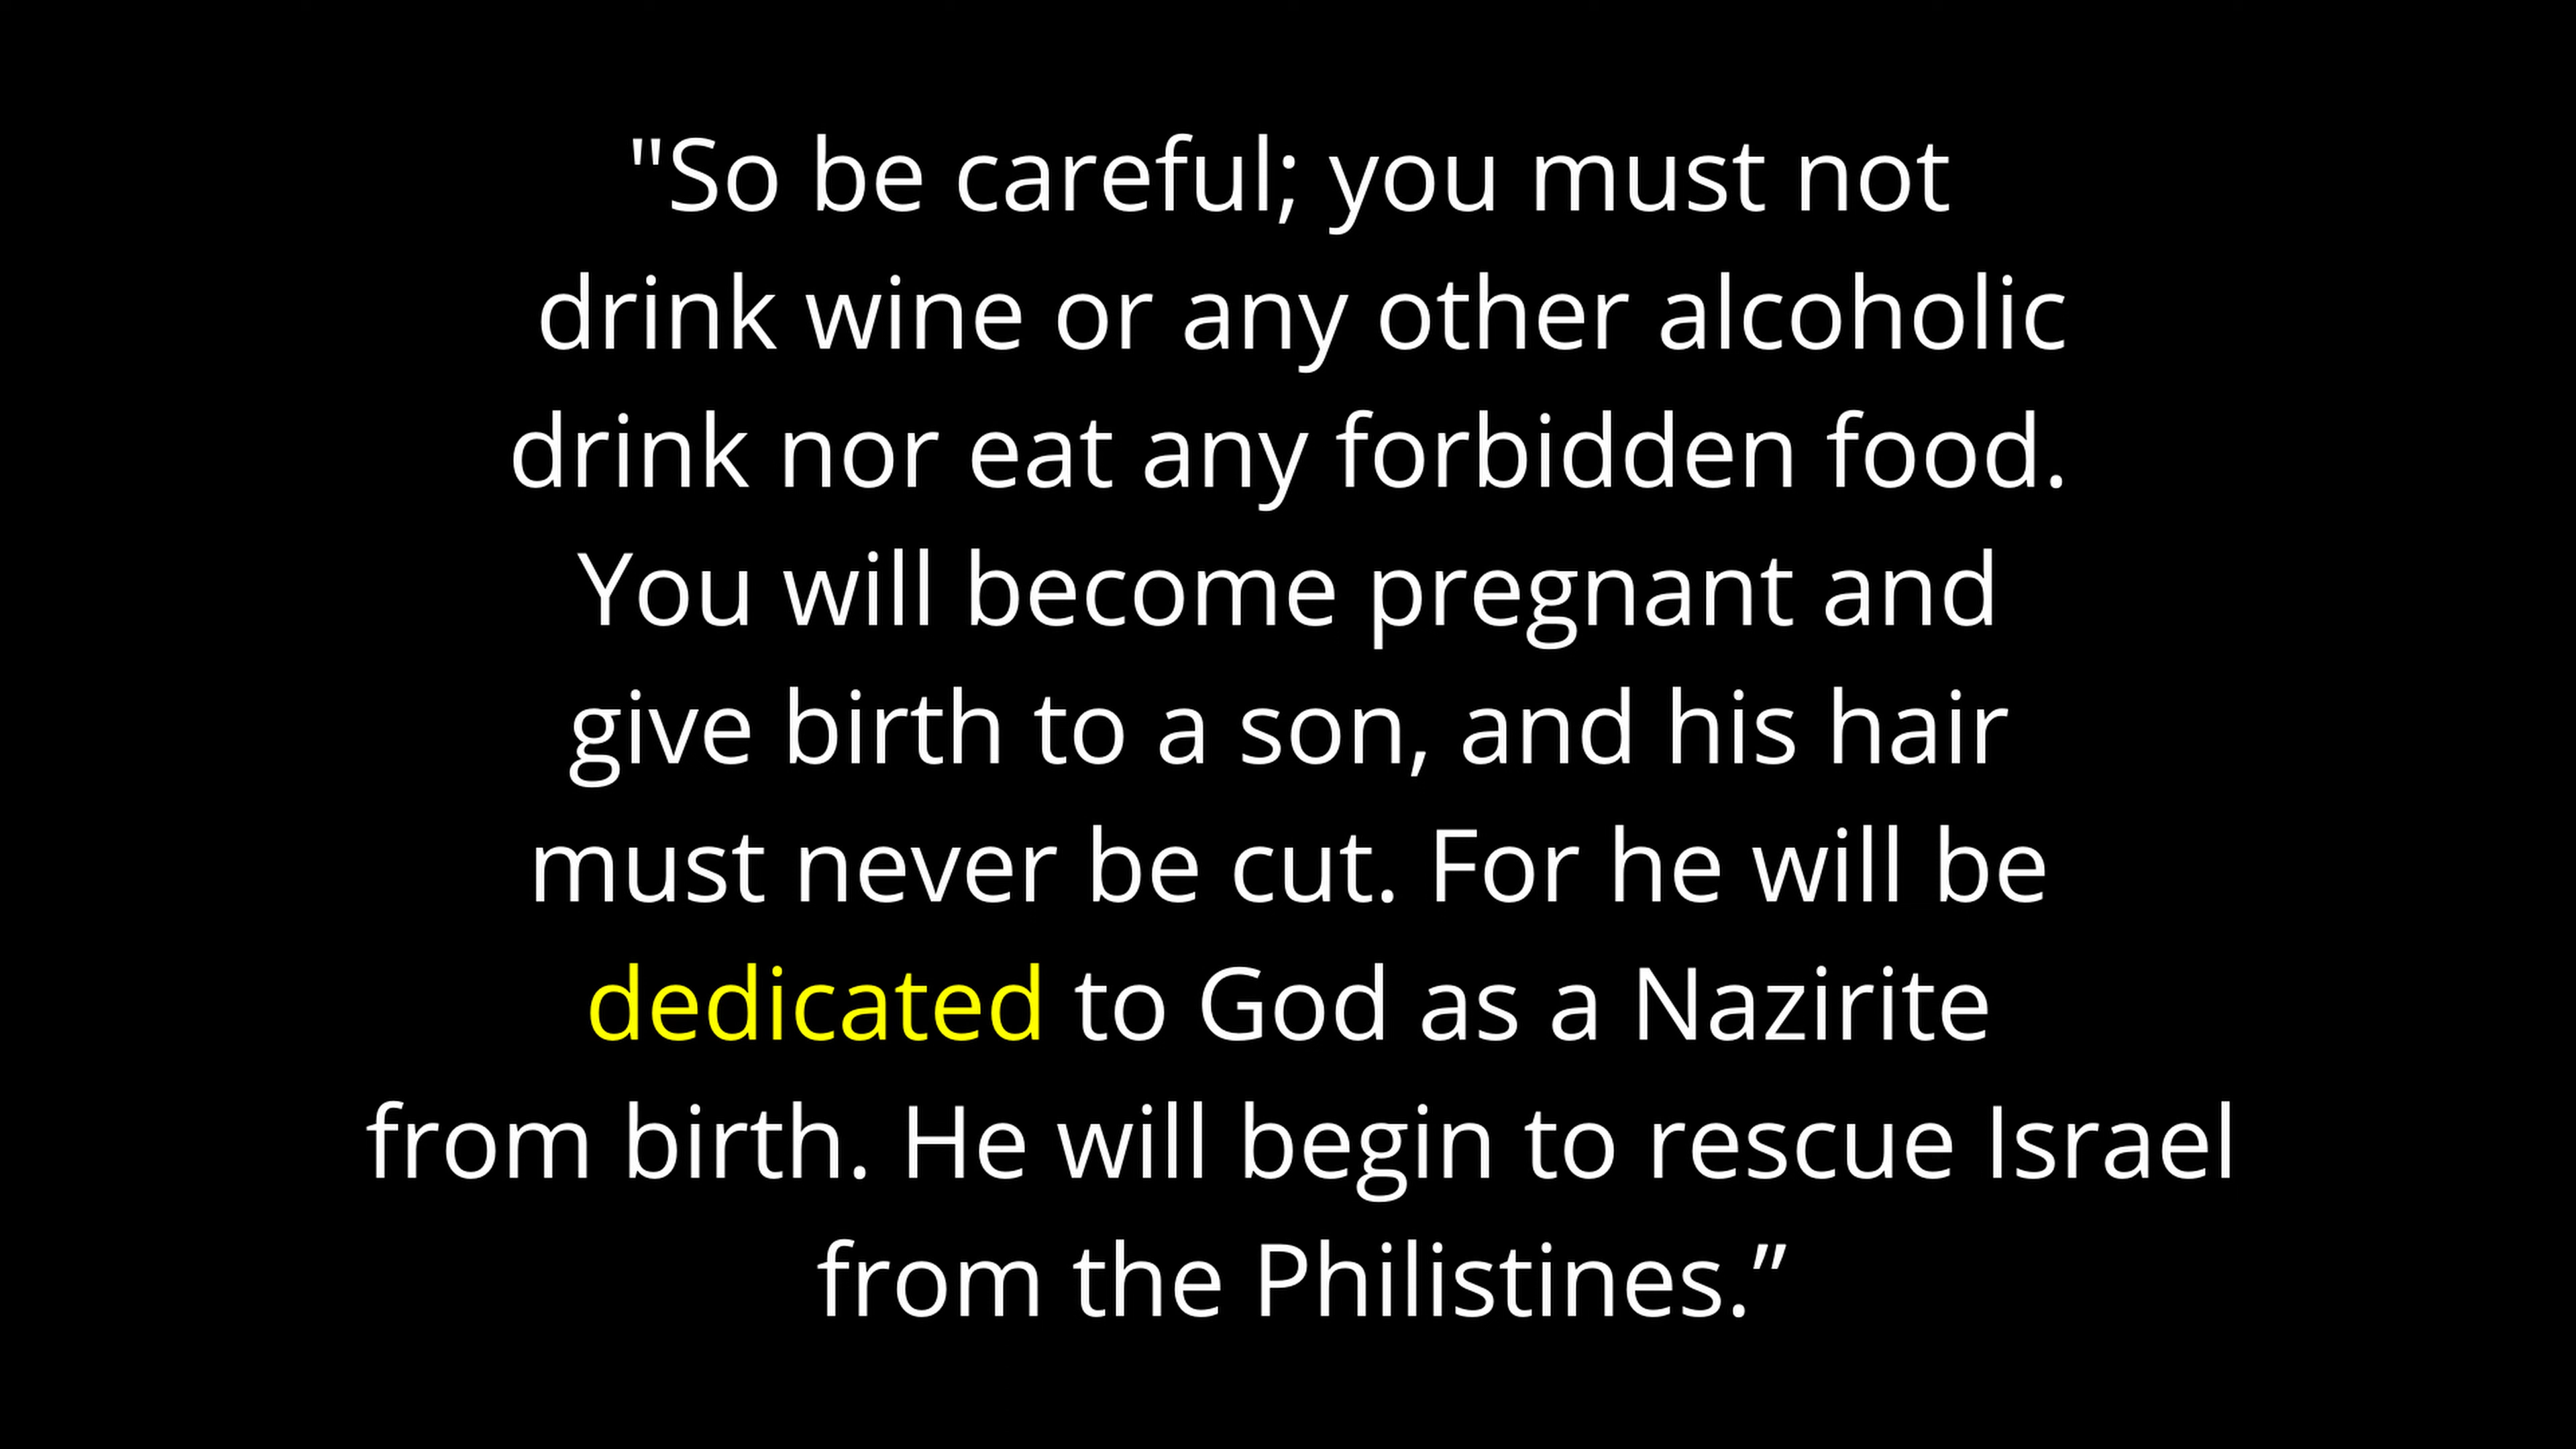 "So be careful; you must not
drink wine or any other alcoholic
drink nor eat any forbidden food.
You will become pregnant and
give birth to a son, and his hair
must never be cut. For he will be
dedicated to God as a Nazirite
from birth. He will begin to rescue Israel
from the Philistines.”